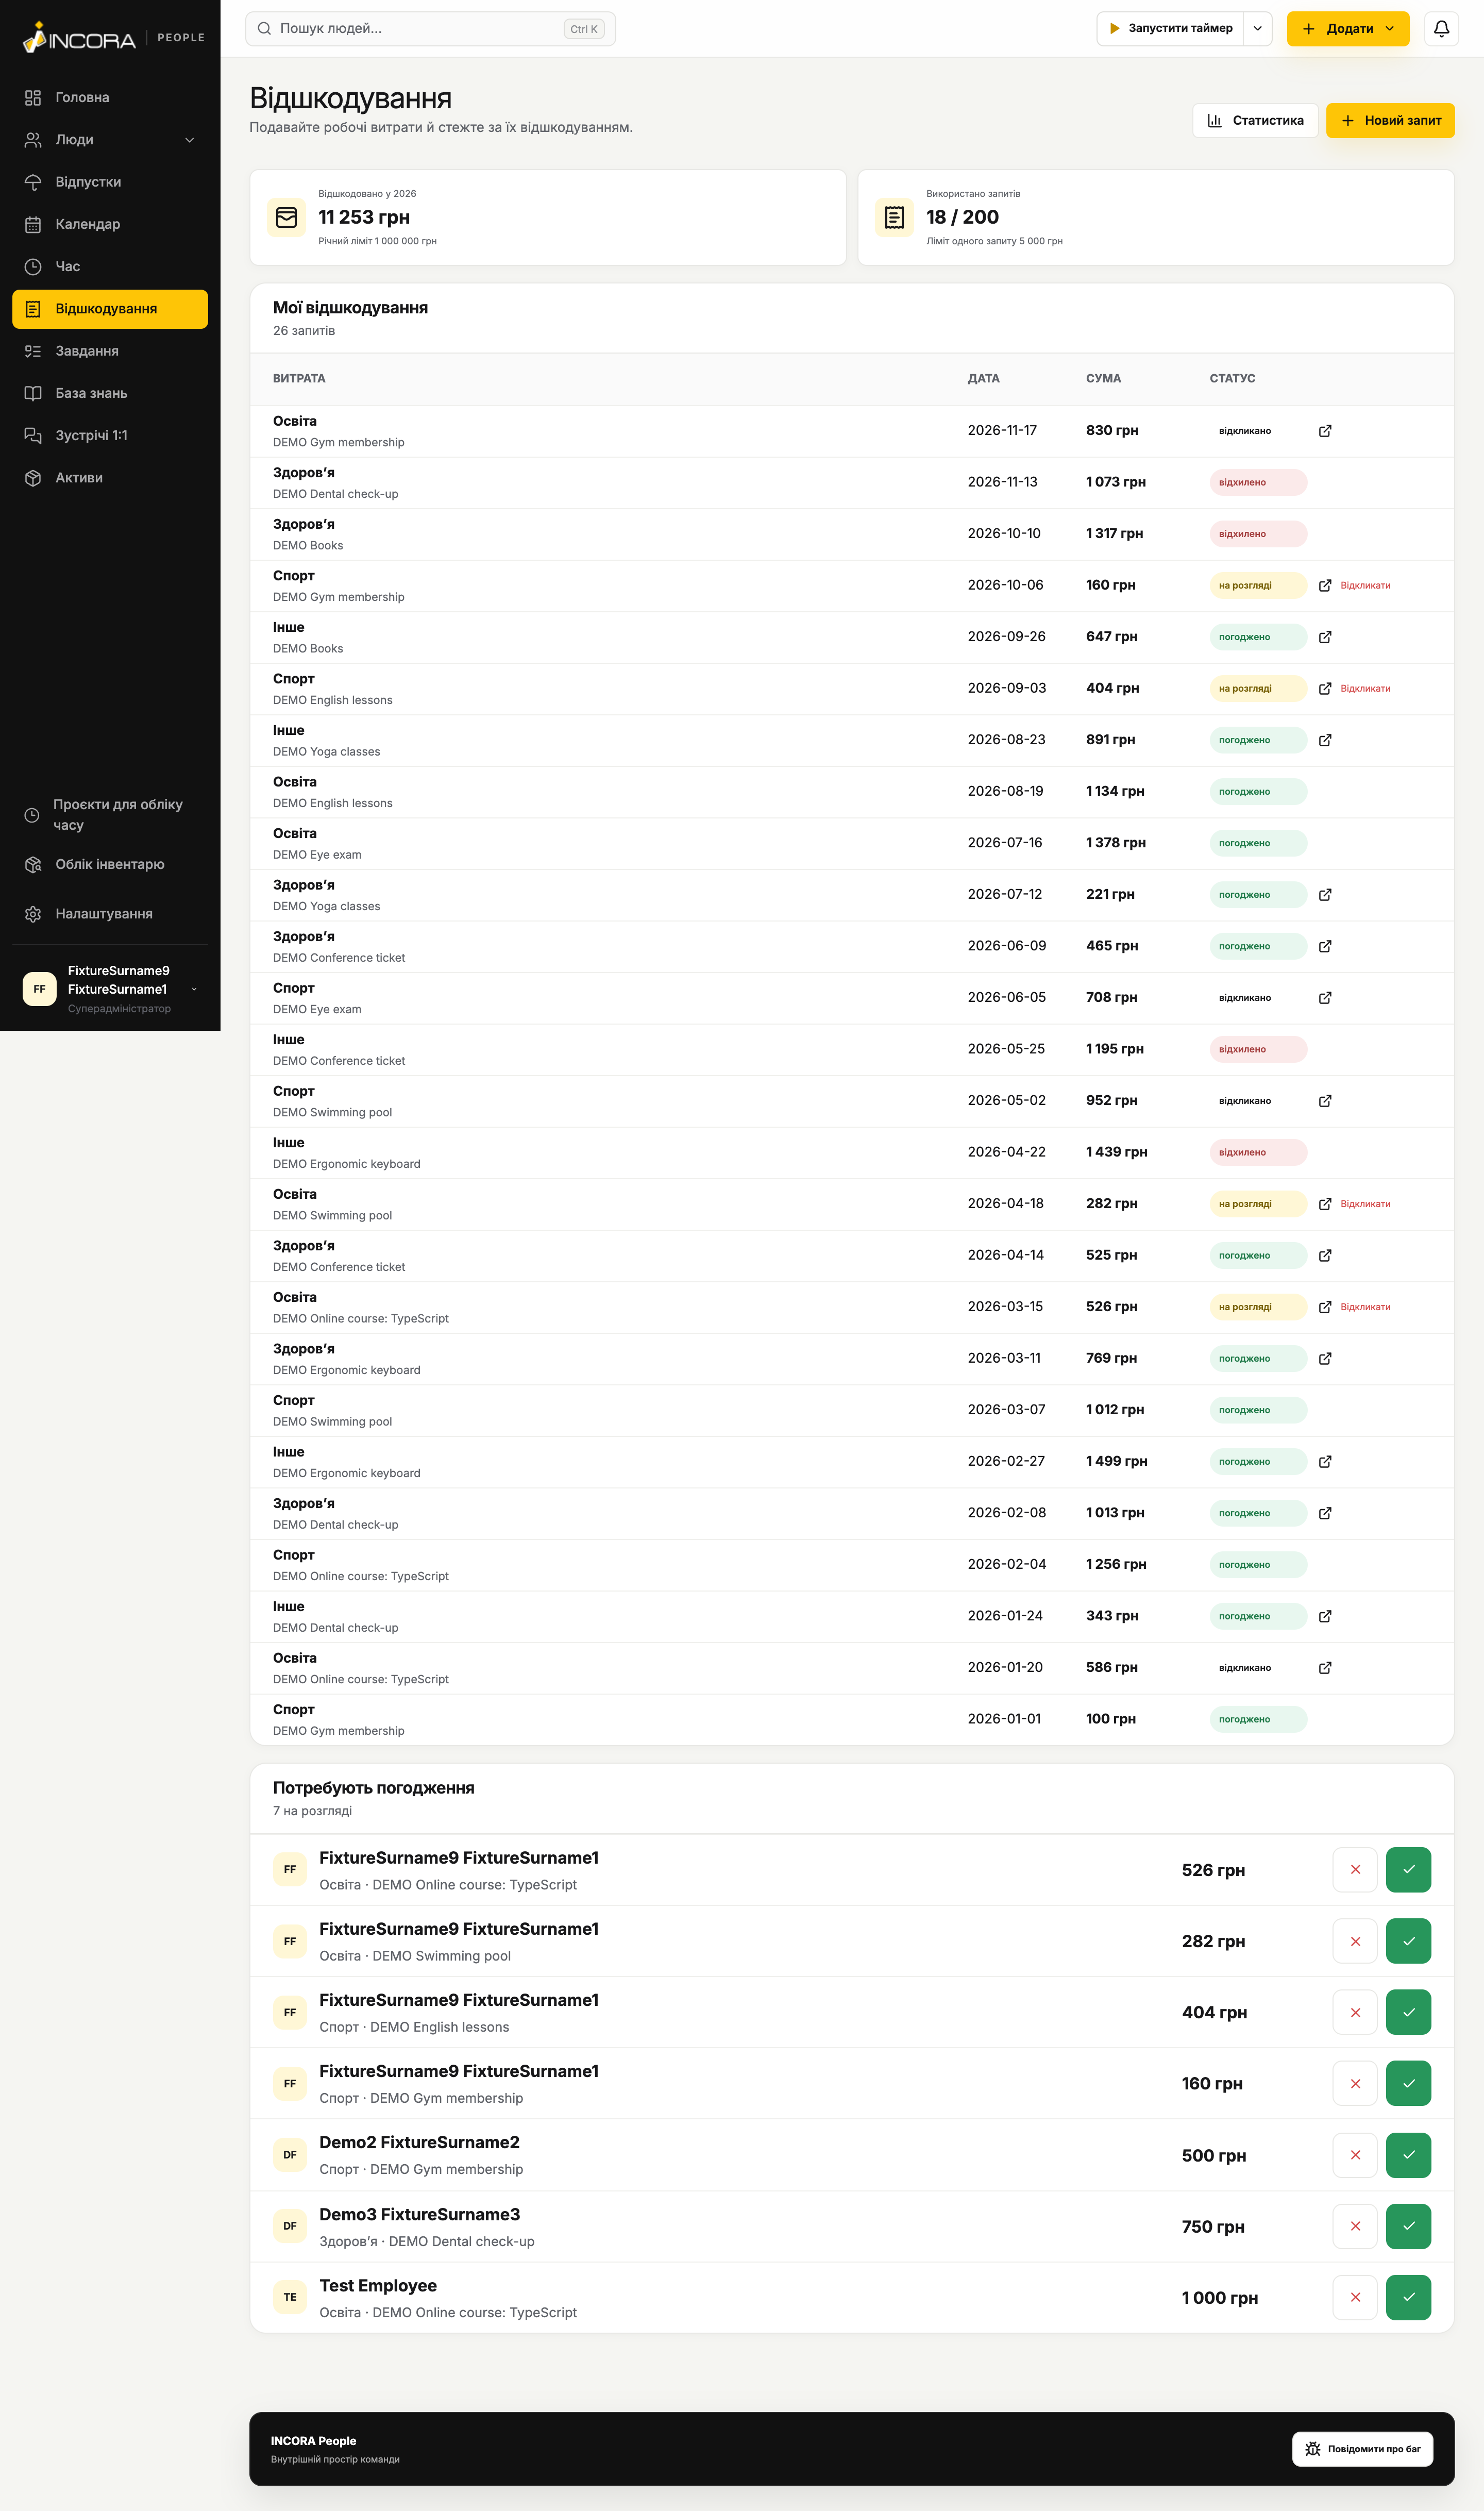 INCORA PEOPLE
Пошук людей...
Ctrl K
Запустити таймер
Додати
Головна
Люди
Відпустки
Календар
Час
Відшкодування
Завдання
База знань
Зустрічі 1:1
Активи
Проєкти для обліку
часу
Облік інвентарю
Налаштування
FF
FixtureSurname9
FixtureSurname1
Суперадміністратор
Відшкодування
Подавайте робочі витрати й стежте за їх відшкодуванням.
Статистика
Новий запит
Відшкодовано у 2026
11 253 грн
Річний ліміт 1 000 000 грн
Використано запитів
18 / 200
Ліміт одного запиту 5 000 грн
Мої відшкодування
26 запитів
ВИТРАТА ДАТА СУМА СТАТУС
Освіта
DEMO Gym membership
2026-11-17 830 грн відкликано
Здоров’я
DEMO Dental check-up
2026-11-13 1 073 грн відхилено
Здоров’я
DEMO Books
2026-10-10 1 317 грн відхилено
Спорт
DEMO Gym membership
2026-10-06 160 грн на розгляді Відкликати
Інше
DEMO Books
2026-09-26 647 грн погоджено
Спорт
DEMO English lessons
2026-09-03 404 грн на розгляді Відкликати
Інше
DEMO Yoga classes
2026-08-23 891 грн погоджено
Освіта
DEMO English lessons
2026-08-19 1 134 грн погоджено
Освіта
DEMO Eye exam
2026-07-16 1 378 грн погоджено
Здоров’я
DEMO Yoga classes
2026-07-12 221 грн погоджено
Здоров’я
DEMO Conference ticket
2026-06-09 465 грн погоджено
Спорт
DEMO Eye exam
2026-06-05 708 грн відкликано
Інше
DEMO Conference ticket
2026-05-25 1 195 грн відхилено
Спорт
DEMO Swimming pool
2026-05-02 952 грн відкликано
Інше
DEMO Ergonomic keyboard
2026-04-22 1 439 грн відхилено
Освіта
DEMO Swimming pool
2026-04-18 282 грн на розгляді Відкликати
Здоров’я
DEMO Conference ticket
2026-04-14 525 грн погоджено
Освіта
DEMO Online course: TypeScript
2026-03-15 526 грн на розгляді Відкликати
Здоров’я
DEMO Ergonomic keyboard
2026-03-11 769 грн погоджено
Спорт
DEMO Swimming pool
2026-03-07 1 012 грн погоджено
Інше
DEMO Ergonomic keyboard
2026-02-27 1 499 грн погоджено
Здоров’я
DEMO Dental check-up
2026-02-08 1 013 грн погоджено
Спорт
DEMO Online course: TypeScript
2026-02-04 1 256 грн погоджено
Інше
DEMO Dental check-up
2026-01-24 343 грн погоджено
Освіта
DEMO Online course: TypeScript
2026-01-20 586 грн відкликано
Спорт
DEMO Gym membership
2026-01-01 100 грн погоджено
Потребують погодження
7 на розгляді
FF FixtureSurname9 FixtureSurname1
Освіта · DEMO Online course: TypeScript
526 грн
FF FixtureSurname9 FixtureSurname1
Освіта · DEMO Swimming pool
282 грн
FF FixtureSurname9 FixtureSurname1
Спорт · DEMO English lessons
404 грн
FF FixtureSurname9 FixtureSurname1
Спорт · DEMO Gym membership
160 грн
DF Demo2 FixtureSurname2
Спорт · DEMO Gym membership
500 грн
DF Demo3 FixtureSurname3
Здоров’я · DEMO Dental check-up
750 грн
TE Test Employee
Освіта · DEMO Online course: TypeScript
1 000 грн
INCORA People
Внутрішній простір команди
Повідомити про баг